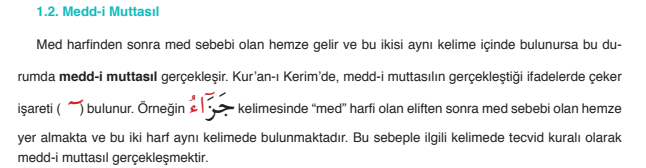 1.2. Medd-i Muttasıl
Med harfinden sonra med sebebi olan hemze gelir ve bu ikisi aynı kelime içinde bulunursa bu du-
rumda medd-i muttasıl gerçekleşir. Kur’an-ı Kerim’de, medd-i muttasılın gerçekleştiği ifadelerde çeker
işareti ( ٓ ) bulunur. Örneğin جَزَٓاءُ kelimesinde “med” harfi olan eliften sonra med sebebi olan hemze
yer almakta ve bu iki harf aynı kelimede bulunmaktadır. Bu sebeple ilgili kelimede tecvid kuralı olarak
medd-i muttasıl gerçekleşmektir.